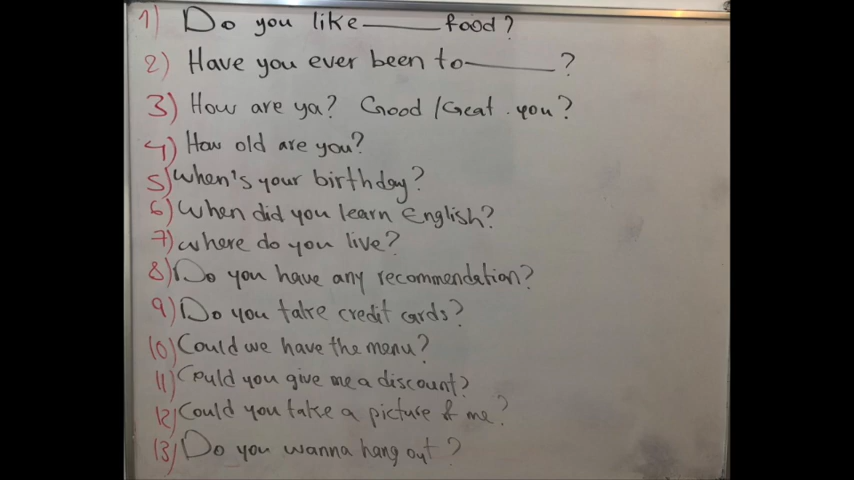 1) Do you like ______ food?
2) Have you ever been to ______?
3) How are ya? Good / Great. you?
4) How old are you?
5) When's your birthday?
6) When did you learn English?
7) Where do you live?
8) Do you have any recommendation?
9) Do you take credit cards?
10) Could we have the menu?
11) Could you give me a discount?
12) Could you take a picture of me?
13) Do you wanna hang out?